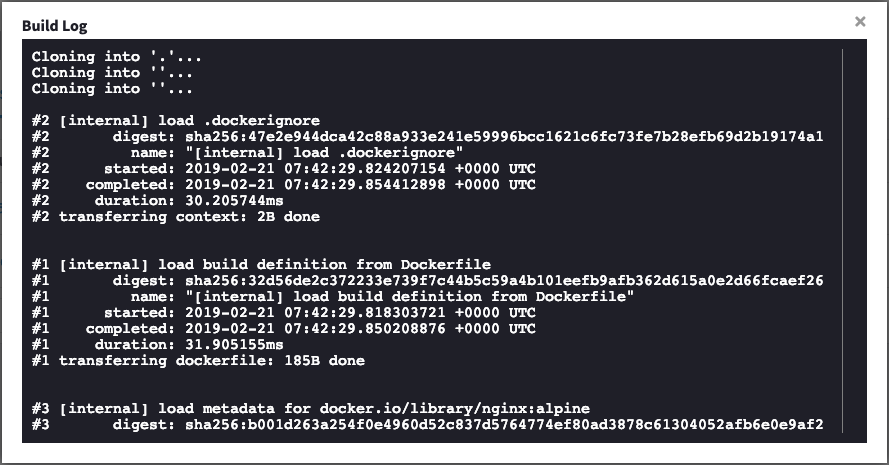 Build Log
×
Cloning into '.'...
Cloning into ''...
Cloning into ''...
#2 [internal] load .dockerignore
#2       digest: sha256:47e2e944dca42c88a933e241e59996bcc1621c6fc73fe7b28efb69d2b19174a1
#2         name: "[internal] load .dockerignore"
#2      started: 2019-02-21 07:42:29.824207154 +0000 UTC
#2    completed: 2019-02-21 07:42:29.854412898 +0000 UTC
#2     duration: 30.205744ms
#2 transferring context: 2B done
#1 [internal] load build definition from Dockerfile
#1       digest: sha256:32d56de2c372233e739f7c44b5c59a4b101eefb9afb362d615a0e2d66fcaef26
#1         name: "[internal] load build definition from Dockerfile"
#1      started: 2019-02-21 07:42:29.818303721 +0000 UTC
#1    completed: 2019-02-21 07:42:29.850208876 +0000 UTC
#1     duration: 31.905155ms
#1 transferring dockerfile: 185B done
#3 [internal] load metadata for docker.io/library/nginx:alpine
#3       digest: sha256:b001d263a254f0e4960d52c837d5764774ef80ad3878c61304052afb6e0e9af2